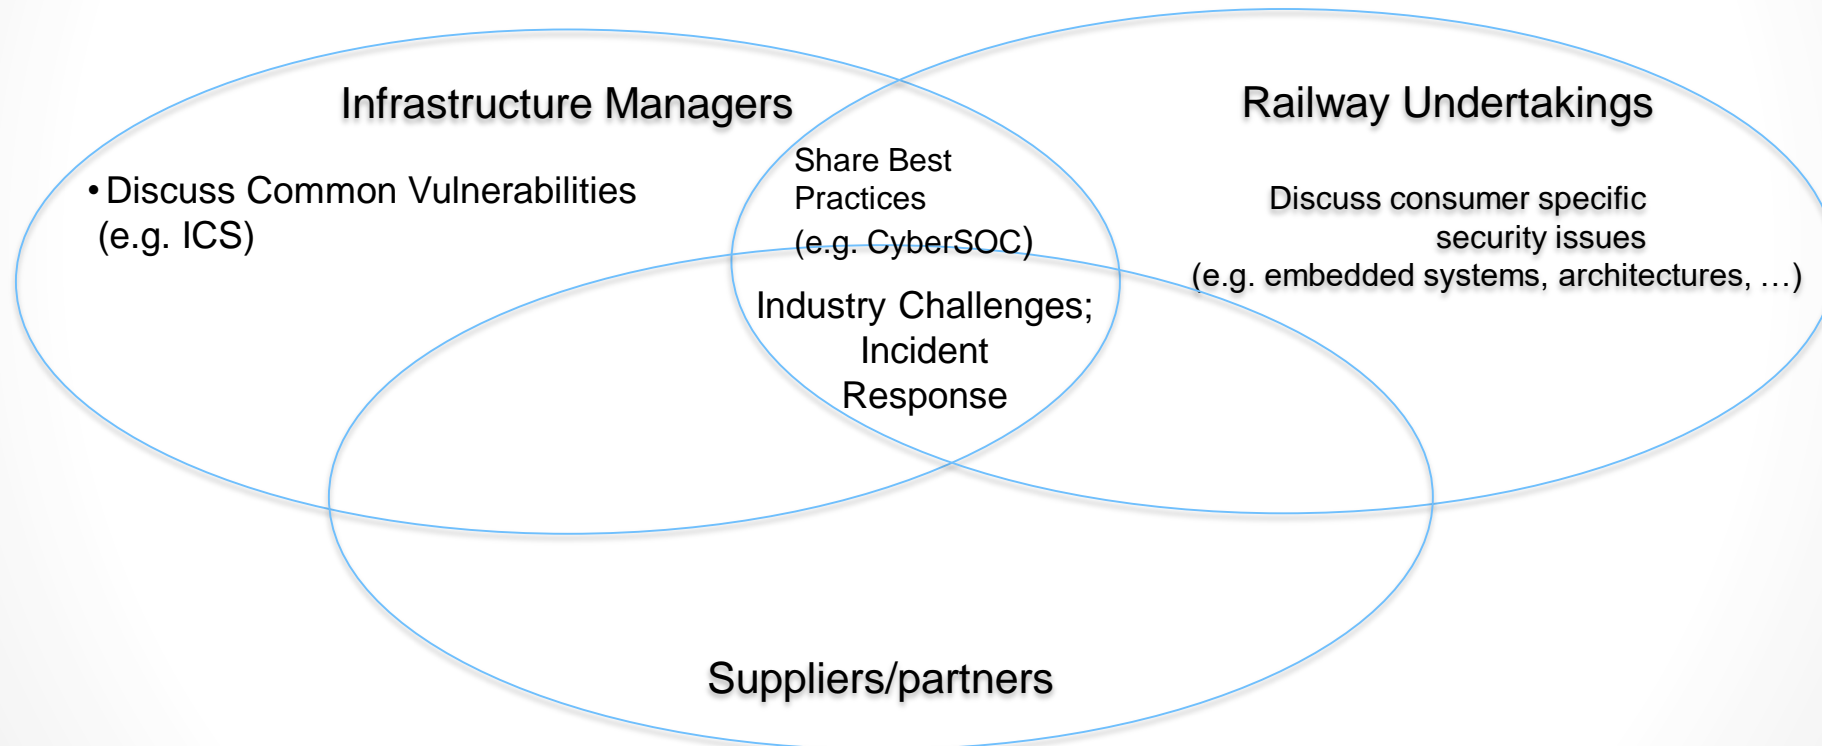 Infrastructure Managers
• Discuss Common Vulnerabilities
(e.g. ICS)
Share Best
Practices
(e.g. CyberSOC)
Railway Undertakings
Discuss consumer specific
security issues
(e.g. embedded systems, architectures, …)
Industry Challenges;
Incident
Response
Suppliers/partners